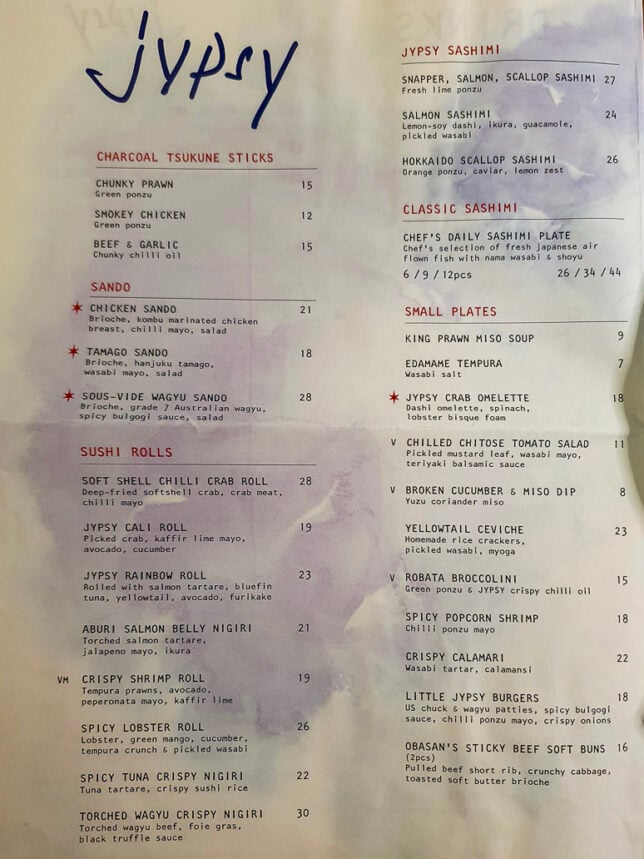 jypsy
CHARCOAL TSUKUNE STICKS
CHUNKY PRAWN 15
Green ponzu
SMOKEY CHICKEN 12
Green ponzu
BEEF & GARLIC 15
Chunky chilli oil
SANDO
CHICKEN SANDO 21
Brioche, kombu marinated chicken
breast, chilli mayo, salad
TAMAGO SANDO 18
Brioche, hanjuku tamago,
wasabi mayo, salad
SOUS-VIDE WAGYU SANDO 28
Brioche, grade 7 Australian wagyu,
spicy bulgogi sauce, salad
SUSHI ROLLS
SOFT SHELL CHILLI CRAB ROLL 28
Deep-fried softshell crab, crab meat,
chilli mayo
JYPSY CALI ROLL 19
Picked crab, kaffir lime mayo,
avocado, cucumber
JYPSY RAINBOW ROLL 23
Rolled with salmon tartare, bluefin
tuna, yellowtail, avocado, furikake
ABURI SALMON BELLY NIGIRI 21
Torched salmon tartare,
jalapeno mayo, ikura
VM CRISPY SHRIMP ROLL 19
Tempura prawns, avocado,
peperonata mayo, kaffir lime
SPICY LOBSTER ROLL 26
Lobster, green mango, cucumber,
tempura crunch & pickled wasabi
SPICY TUNA CRISPY NIGIRI 22
Tuna tartare, crispy sushi rice
TORCHED WAGYU CRISPY NIGIRI 30
Torched wagyu beef, foie gras,
black truffle sauce
JYPSY SASHIMI
SNAPPER, SALMON, SCALLOP SASHIMI 27
Fresh lime ponzu
SALMON SASHIMI 24
Lemon-soy dashi, ikura, guacamole,
pickled wasabi
HOKKAIDO SCALLOP SASHIMI 26
Orange ponzu, caviar, lemon zest
CLASSIC SASHIMI
CHEF'S DAILY SASHIMI PLATE
Chef's selection of fresh japanese air
flown fish with nama wasabi & shoyu
6 / 9 / 12pcs 26 / 34 / 44
SMALL PLATES
KING PRAWN MISO SOUP 9
EDAMAME TEMPURA 7
Wasabi salt
JYPSY CRAB OMELETTE 18
Dashi omelette, spinach,
lobster bisque foam
V CHILLED CHITOSE TOMATO SALAD 11
Pickled mustard leaf, wasabi mayo,
teriyaki balsamic sauce
V BROKEN CUCUMBER & MISO DIP 8
Yuzu coriander miso
YELLOWTAIL CEVICHE 23
Homemade rice crackers,
pickled wasabi, myoga
V ROBATA BROCCOLINI 15
Green ponzu & JYPSY crispy chilli oil
SPICY POPCORN SHRIMP 18
Chilli ponzu mayo
CRISPY CALAMARI 22
Wasabi tartar, calamansi
LITTLE JYPSY BURGERS 18
US chuck & wagyu patties, spicy bulgogi
sauce, chilli ponzu mayo, crispy onions
OBASAN'S STICKY BEEF SOFT BUNS 16
(2pcs)
Pulled beef short rib, crunchy cabbage,
toasted soft butter brioche